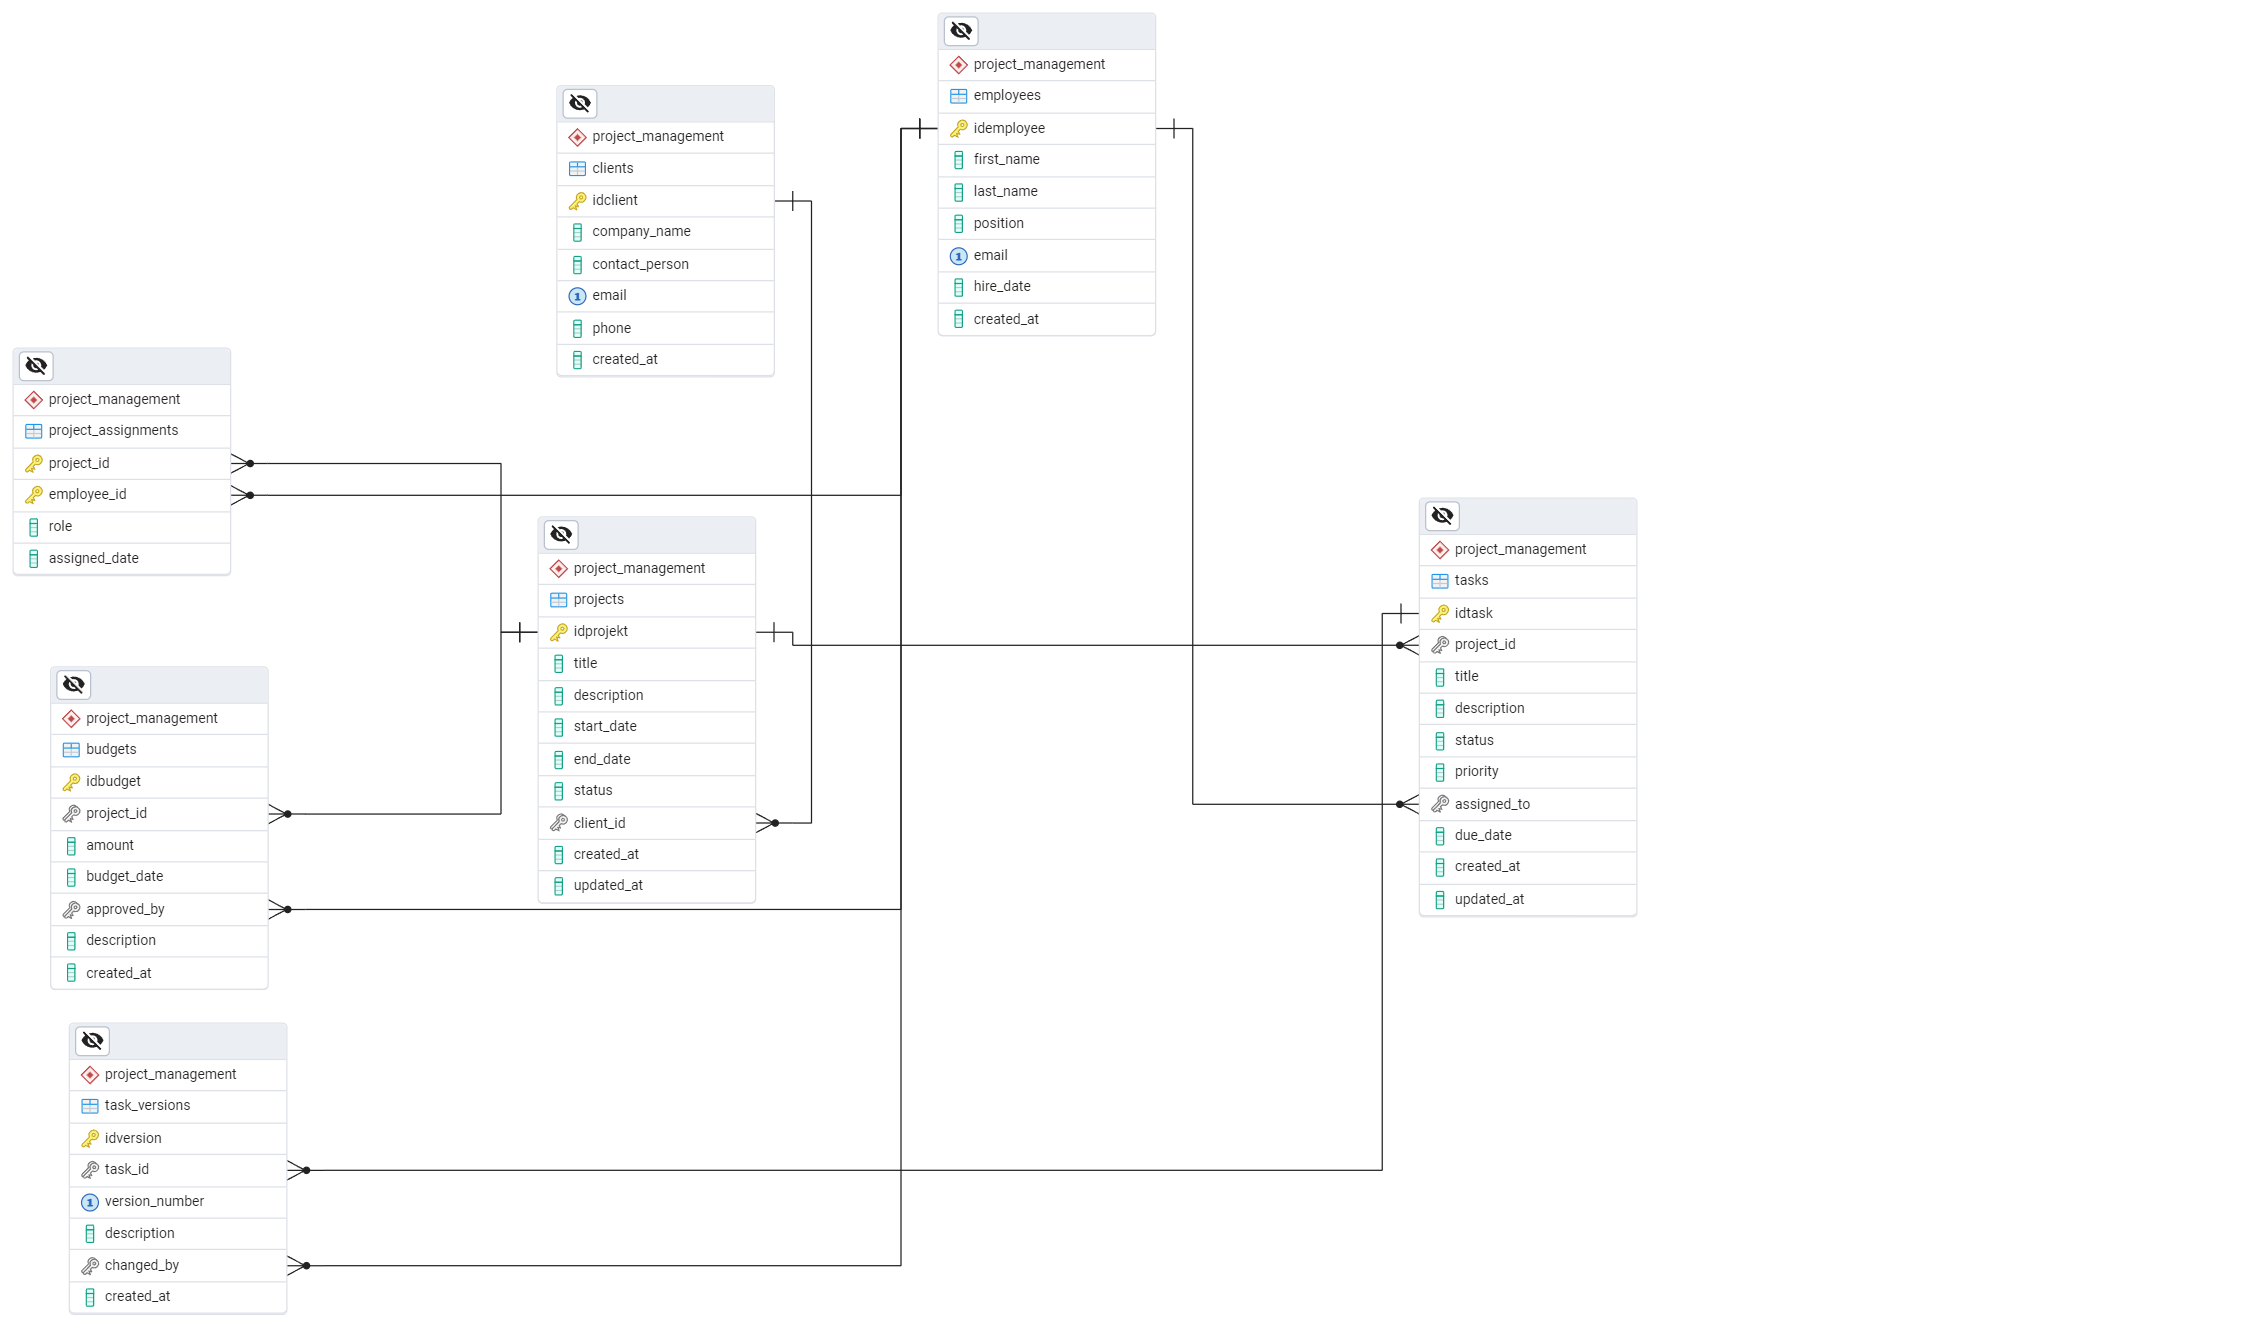 project_management
employees
idemployee
first_name
last_name
position
email
hire_date
created_at
project_management
clients
idclient
company_name
contact_person
email
phone
created_at
project_management
project_assignments
project_id
employee_id
role
assigned_date
project_management
projects
idprojekt
title
description
start_date
end_date
status
client_id
created_at
updated_at
project_management
tasks
idtask
project_id
title
description
status
priority
assigned_to
due_date
created_at
updated_at
project_management
budgets
idbudget
project_id
amount
budget_date
approved_by
description
created_at
project_management
task_versions
idversion
task_id
version_number
description
changed_by
created_at